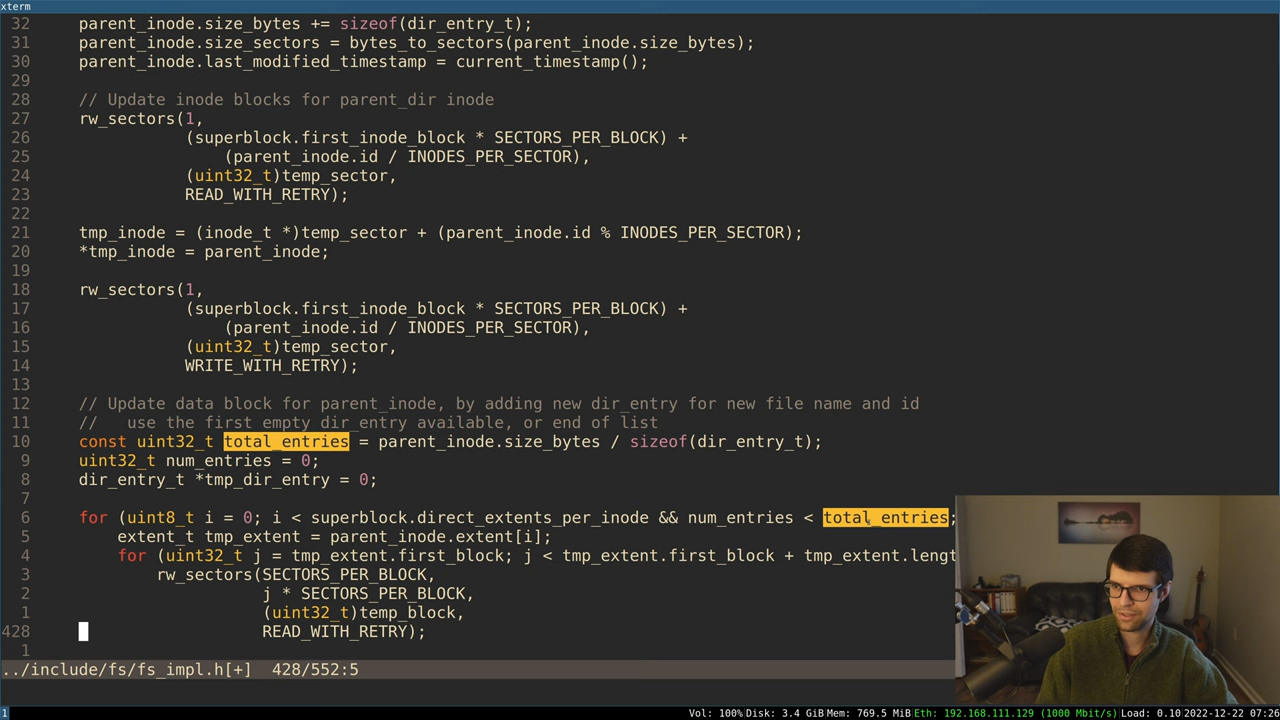 xterm
32     parent_inode.size_bytes += sizeof(dir_entry_t);
31     parent_inode.size_sectors = bytes_to_sectors(parent_inode.size_bytes);
30     parent_inode.last_modified_timestamp = current_timestamp();
29
28     // Update inode blocks for parent_dir inode
27     rw_sectors(1,
26                (superblock.first_inode_block * SECTORS_PER_BLOCK) +
25                    (parent_inode.id / INODES_PER_SECTOR),
24                (uint32_t)temp_sector,
23                READ_WITH_RETRY);
22
21     tmp_inode = (inode_t *)temp_sector + (parent_inode.id % INODES_PER_SECTOR);
20     *tmp_inode = parent_inode;
19
18     rw_sectors(1,
17                (superblock.first_inode_block * SECTORS_PER_BLOCK) +
16                    (parent_inode.id / INODES_PER_SECTOR),
15                (uint32_t)temp_sector,
14                WRITE_WITH_RETRY);
13
12     // Update data block for parent_inode, by adding new dir_entry for new file name and id
11     //   use the first empty dir_entry available, or end of list
10     const uint32_t total_entries = parent_inode.size_bytes / sizeof(dir_entry_t);
9     uint32_t num_entries = 0;
8     dir_entry_t *tmp_dir_entry = 0;
7
6     for (uint8_t i = 0; i < superblock.direct_extents_per_inode && num_entries < total_entries;
5         extent_t tmp_extent = parent_inode.extent[i];
4         for (uint32_t j = tmp_extent.first_block; j < tmp_extent.first_block + tmp_extent.lengt
3             rw_sectors(SECTORS_PER_BLOCK,
2                        j * SECTORS_PER_BLOCK,
1                        (uint32_t)temp_block,
428                        READ_WITH_RETRY);
1
../include/fs/fs_impl.h[+]  428/552:5
1 Vol: 100% Disk: 3.4 GiB Mem: 769.5 MiB Eth: 192.168.111.129 (1000 Mbit/s) Load: 0.10 2022-12-22 07:26